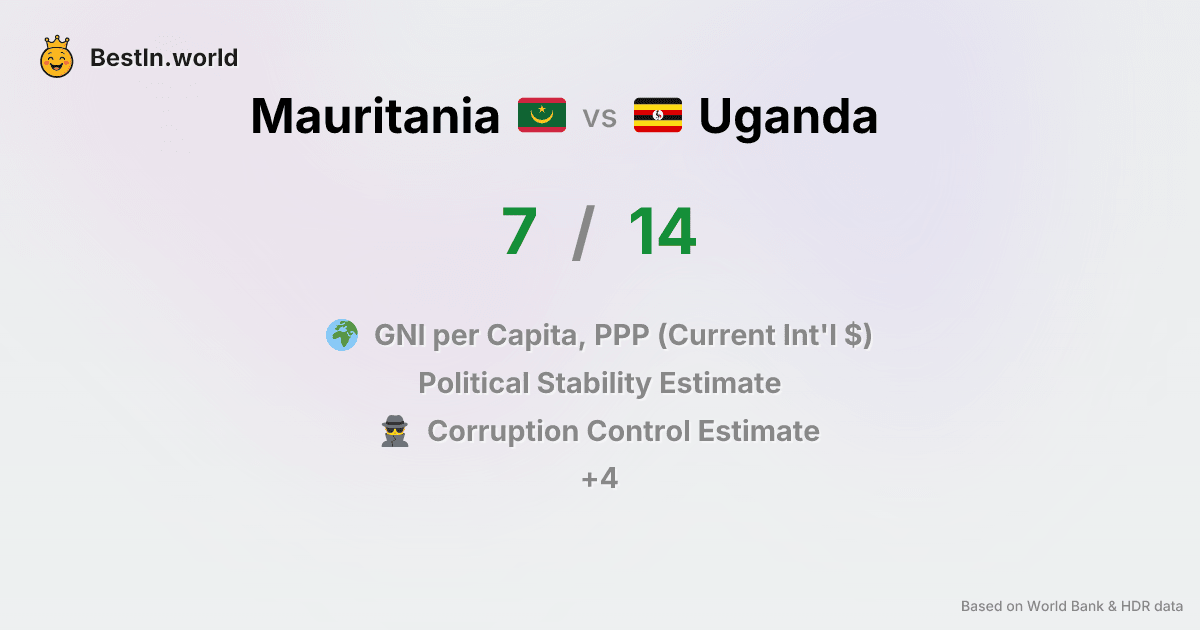 BestIn.world
Mauritania vs Uganda
7 / 14
GNI per Capita, PPP (Current Int'l $)
Political Stability Estimate
Corruption Control Estimate
+4
Based on World Bank & HDR data